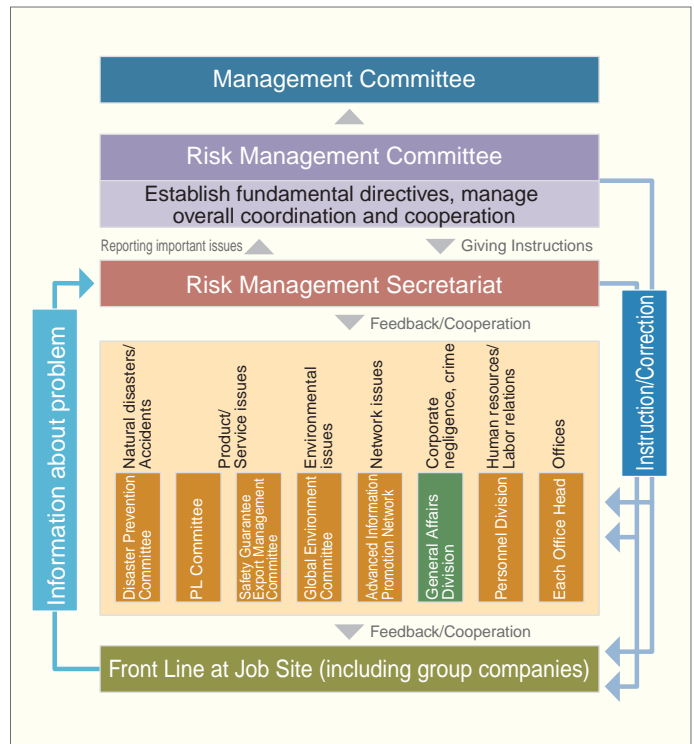 Management Committee
Risk Management Committee
Establish fundamental directives, manage
overall coordination and cooperation
Reporting important issues
Giving Instructions
Risk Management Secretariat
Feedback/Cooperation
Information about problem
Instruction/Correction
Natural disasters/
Accidents
Product/
Service issues
Environmental
issues
Network issues
Corporate
negligence, crime
Human resources/
Labor relations
Offices
Disaster Prevention
Committee
PL Committee
Safety Guarantee
Export Management
Committee
Global Environment
Committee
Advanced Information
Promotion Network
General Affairs
Division
Personnel Division
Each Office Head
Feedback/Cooperation
Front Line at Job Site (including group companies)